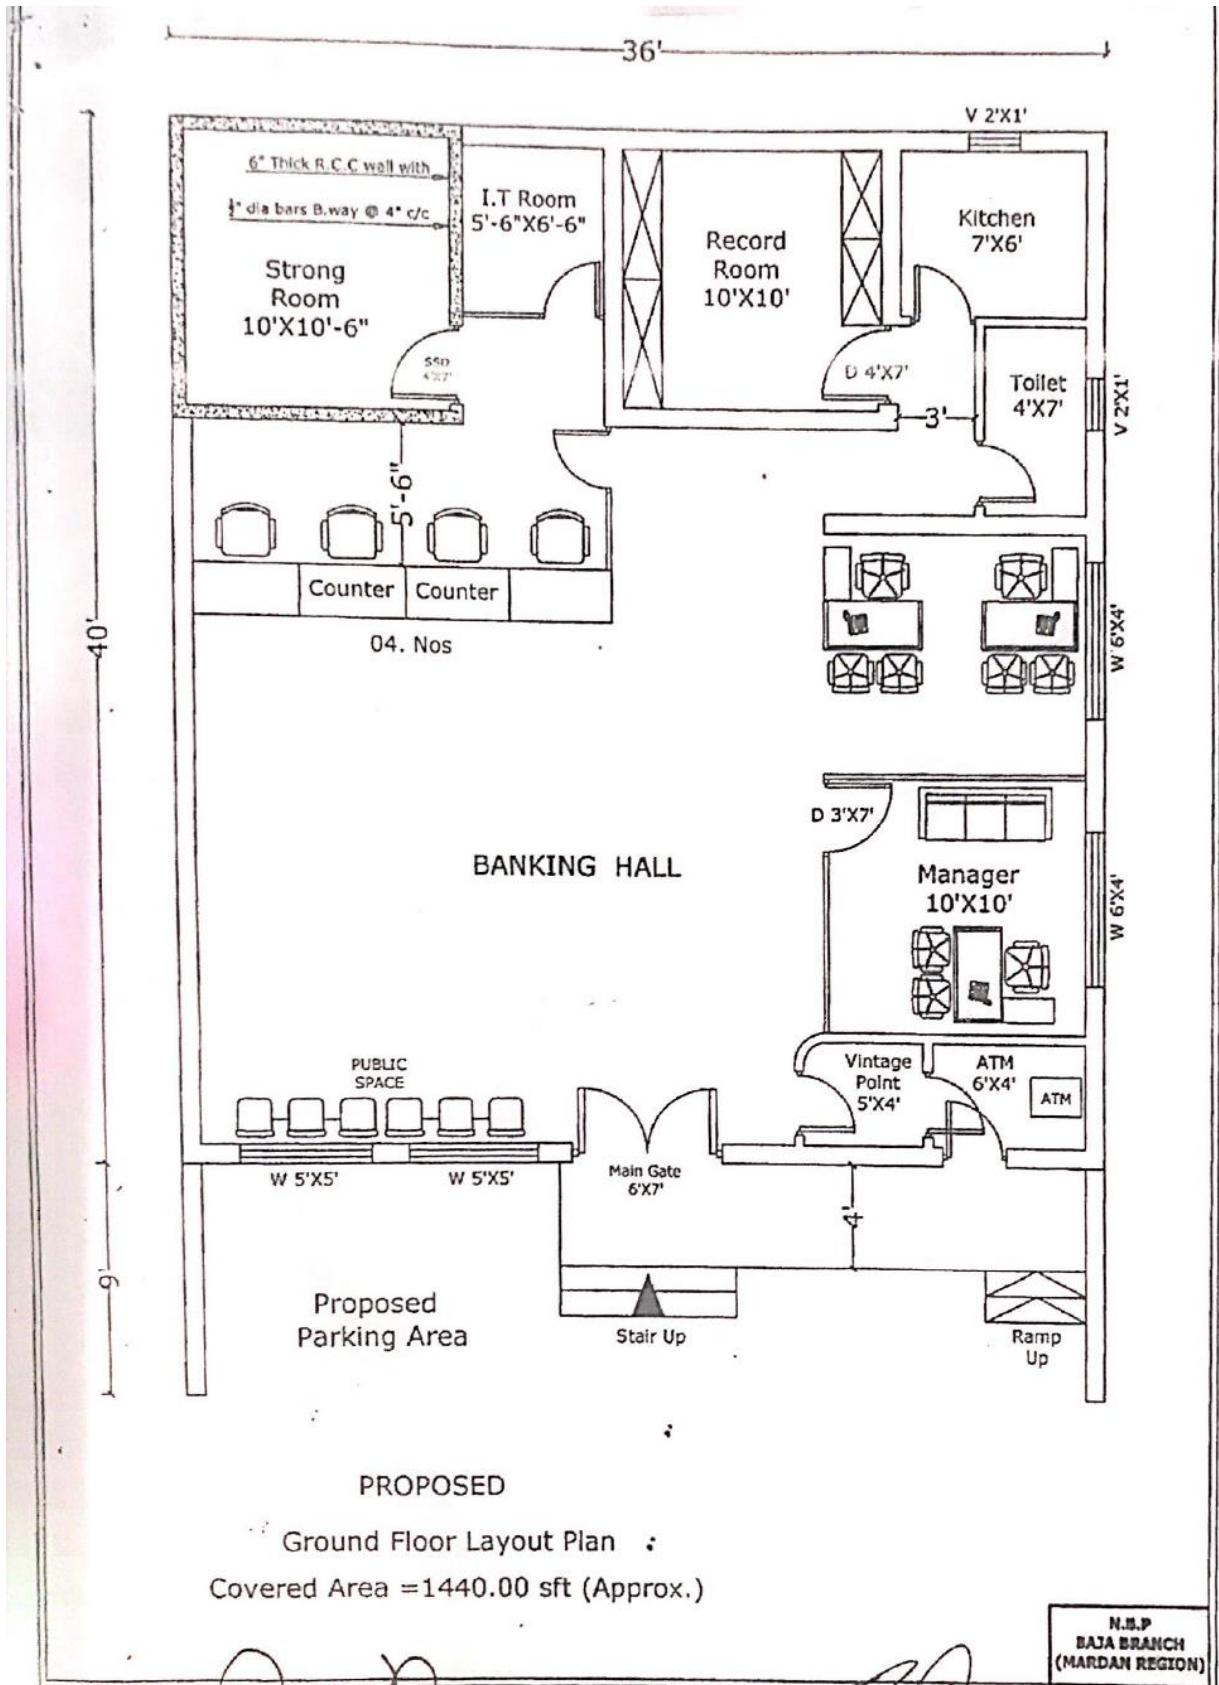 36'
V 2'X1'
6" Thick R.C.C wall with
½" dia bars B.way @ 4" c/c
Strong
Room
10'X10'-6"
I.T Room
5'-6"X6'-6"
Record
Room
10'X10'
Kitchen
7'X6'
SSD
4'X7'
D 4'X7'
Toilet
4'X7'
V 2'X1'
3'
5'-6"
Counter
Counter
04. Nos
40'
W 6'X4'
D 3'X7'
BANKING HALL
Manager
10'X10'
W 6'X4'
PUBLIC
SPACE
Vintage
Point
5'X4'
ATM
6'X4'
ATM
W 5'X5'
W 5'X5'
Main Gate
6'X7'
4'
9'
Proposed
Parking Area
Stair Up
Ramp
Up
PROPOSED
Ground Floor Layout Plan
Covered Area =1440.00 sft (Approx.)
N.B.P
BAJA BRANCH
(MARDAN REGION)